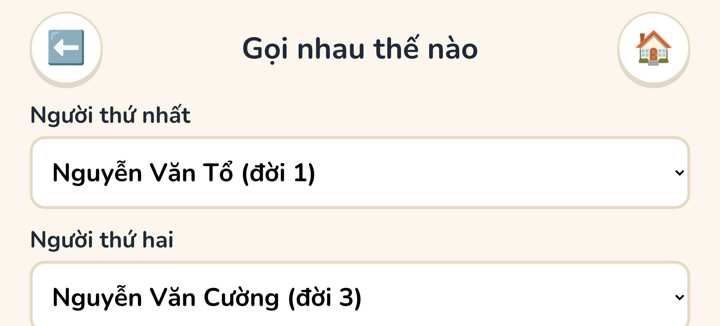 Gọi nhau thế nào
Người thứ nhất
Nguyễn Văn Tổ (đời 1)
Người thứ hai
Nguyễn Văn Cường (đời 3)